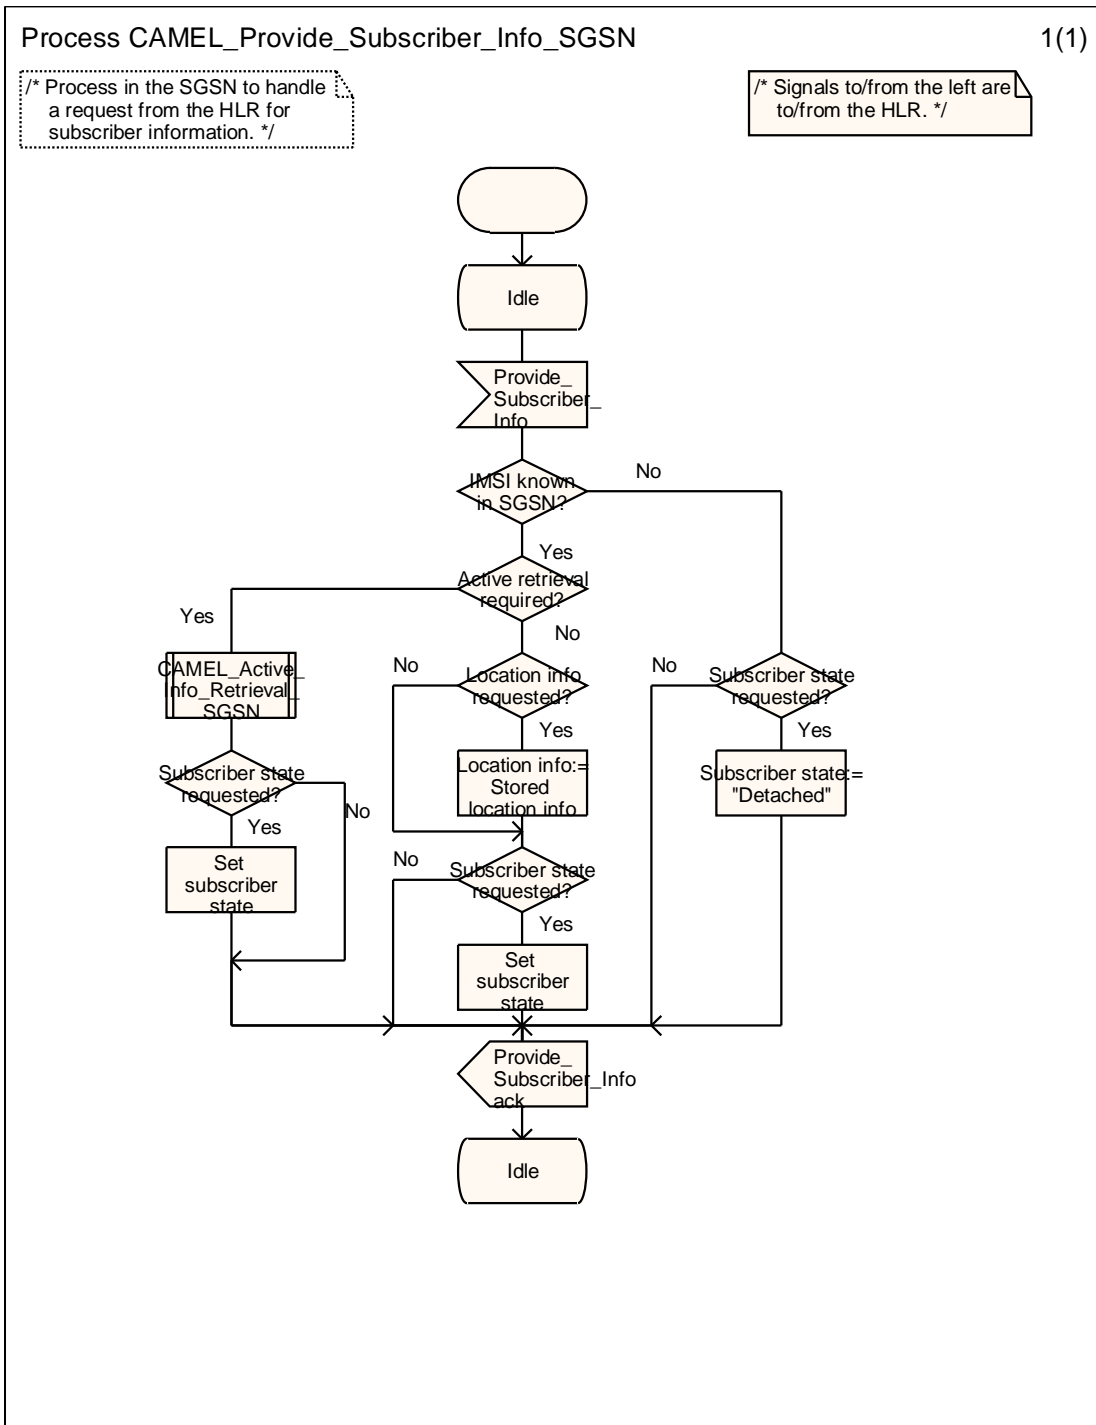 Process CAMEL_Provide_Subscriber_Info_SGSN
1(1)
/* Process in the SGSN to handle
a request from the HLR for
subscriber information. */
/* Signals to/from the left are
to/from the HLR. */
Idle
Provide_
Subscriber_
Info
IMSI known
in SGSN?
No
Yes
Active retrieval
required?
Yes
No
CAMEL_Active_
Info_Retrieval_
SGSN
No
Location info
requested?
No
Subscriber state
requested?
Yes
Yes
Subscriber state
requested?
No
Location info:=
Stored
location info
Subscriber state:=
"Detached"
Yes
Set
subscriber
state
No
Subscriber state
requested?
Yes
Set
subscriber
state
Provide_
Subscriber_Info
ack
Idle